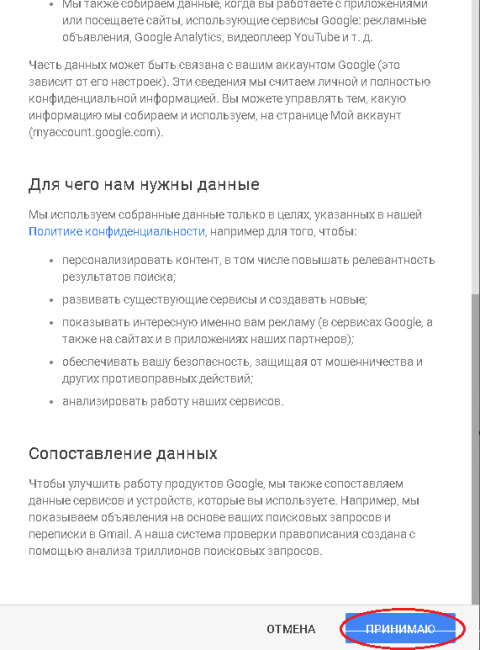 • Мы также собираем данные, когда вы работаете с приложениями
или посещаете сайты, использующие сервисы Google: рекламные
объявления, Google Analytics, видеоплеер YouTube и т. д.
Часть данных может быть связана с вашим аккаунтом Google (это
зависит от его настроек). Эти сведения мы считаем личной и полностью
конфиденциальной информацией. Вы можете управлять тем, какую
информацию мы собираем и используем, на странице Мой аккаунт
(myaccount.google.com).
Для чего нам нужны данные
Мы используем собранные данные только в целях, указанных в нашей
Политике конфиденциальности, например для того, чтобы:
• персонализировать контент, в том числе повышать релевантность
результатов поиска;
• развивать существующие сервисы и создавать новые;
• показывать интересную именно вам рекламу (в сервисах Google, а
также на сайтах и в приложениях наших партнеров);
• обеспечивать вашу безопасность, защищая от мошенничества и
других противоправных действий;
• анализировать работу наших сервисов.
Сопоставление данных
Чтобы улучшить работу продуктов Google, мы также сопоставляем
данные сервисов и устройств, которые вы используете. Например, мы
показываем объявления на основе ваших поисковых запросов и
переписки в Gmail. А наша система проверки правописания создана с
помощью анализа триллионов поисковых запросов.
ОТМЕНА ПРИНИМАЮ